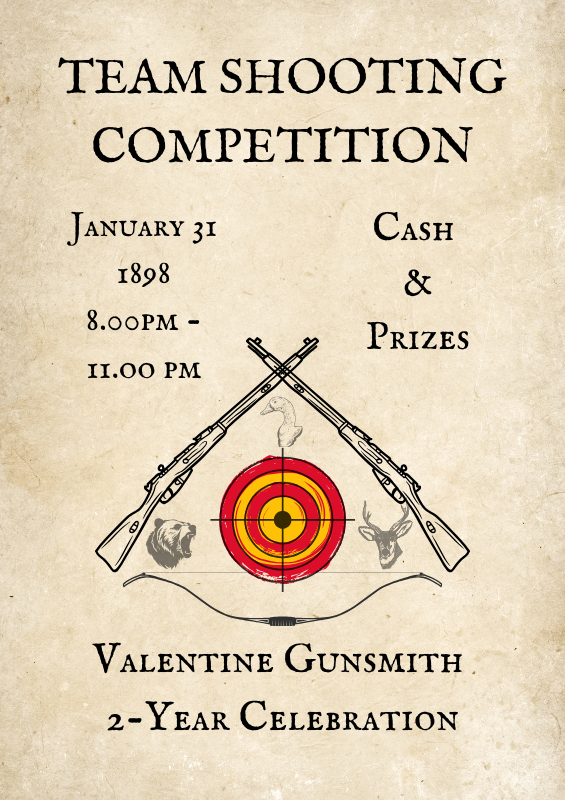 TEAM SHOOTING
COMPETITION
January 31
1898
8.00pm -
11.00 pm
Cash
&
Prizes
Valentine Gunsmith
2-Year Celebration